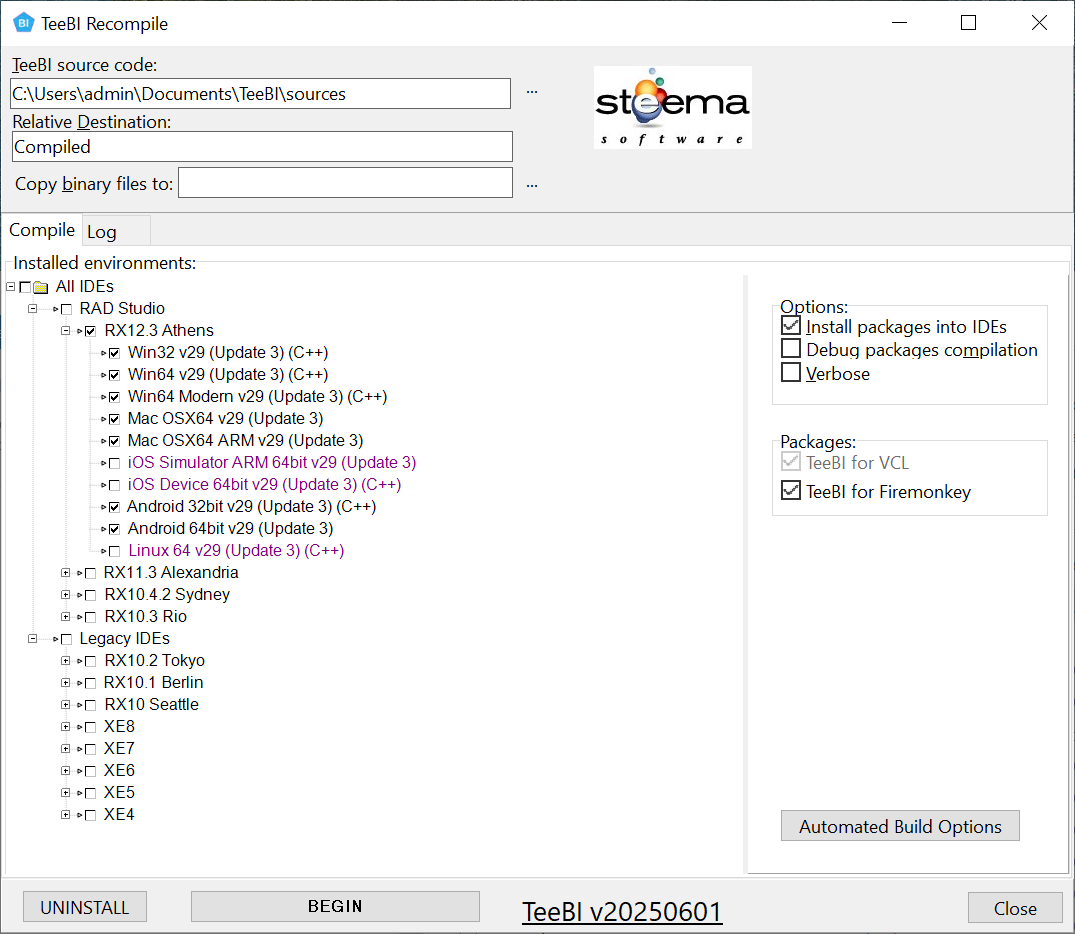 BI TeeBI Recompile
TeeBI source code:
C:\Users\admin\Documents\TeeBI\sources ...
Relative Destination:
Compiled
Copy binary files to: ...
steema
software
Compile Log
Installed environments:
All IDEs
RAD Studio
RX12.3 Athens
Win32 v29 (Update 3) (C++)
Win64 v29 (Update 3) (C++)
Win64 Modern v29 (Update 3) (C++)
Mac OSX64 v29 (Update 3)
Mac OSX64 ARM v29 (Update 3)
iOS Simulator ARM 64bit v29 (Update 3)
iOS Device 64bit v29 (Update 3) (C++)
Android 32bit v29 (Update 3) (C++)
Android 64bit v29 (Update 3)
Linux 64 v29 (Update 3) (C++)
RX11.3 Alexandria
RX10.4.2 Sydney
RX10.3 Rio
Legacy IDEs
RX10.2 Tokyo
RX10.1 Berlin
RX10 Seattle
XE8
XE7
XE6
XE5
XE4
Options:
Install packages into IDEs
Debug packages compilation
Verbose
Packages:
TeeBI for VCL
TeeBI for Firemonkey
Automated Build Options
UNINSTALL
BEGIN
TeeBI v20250601
Close